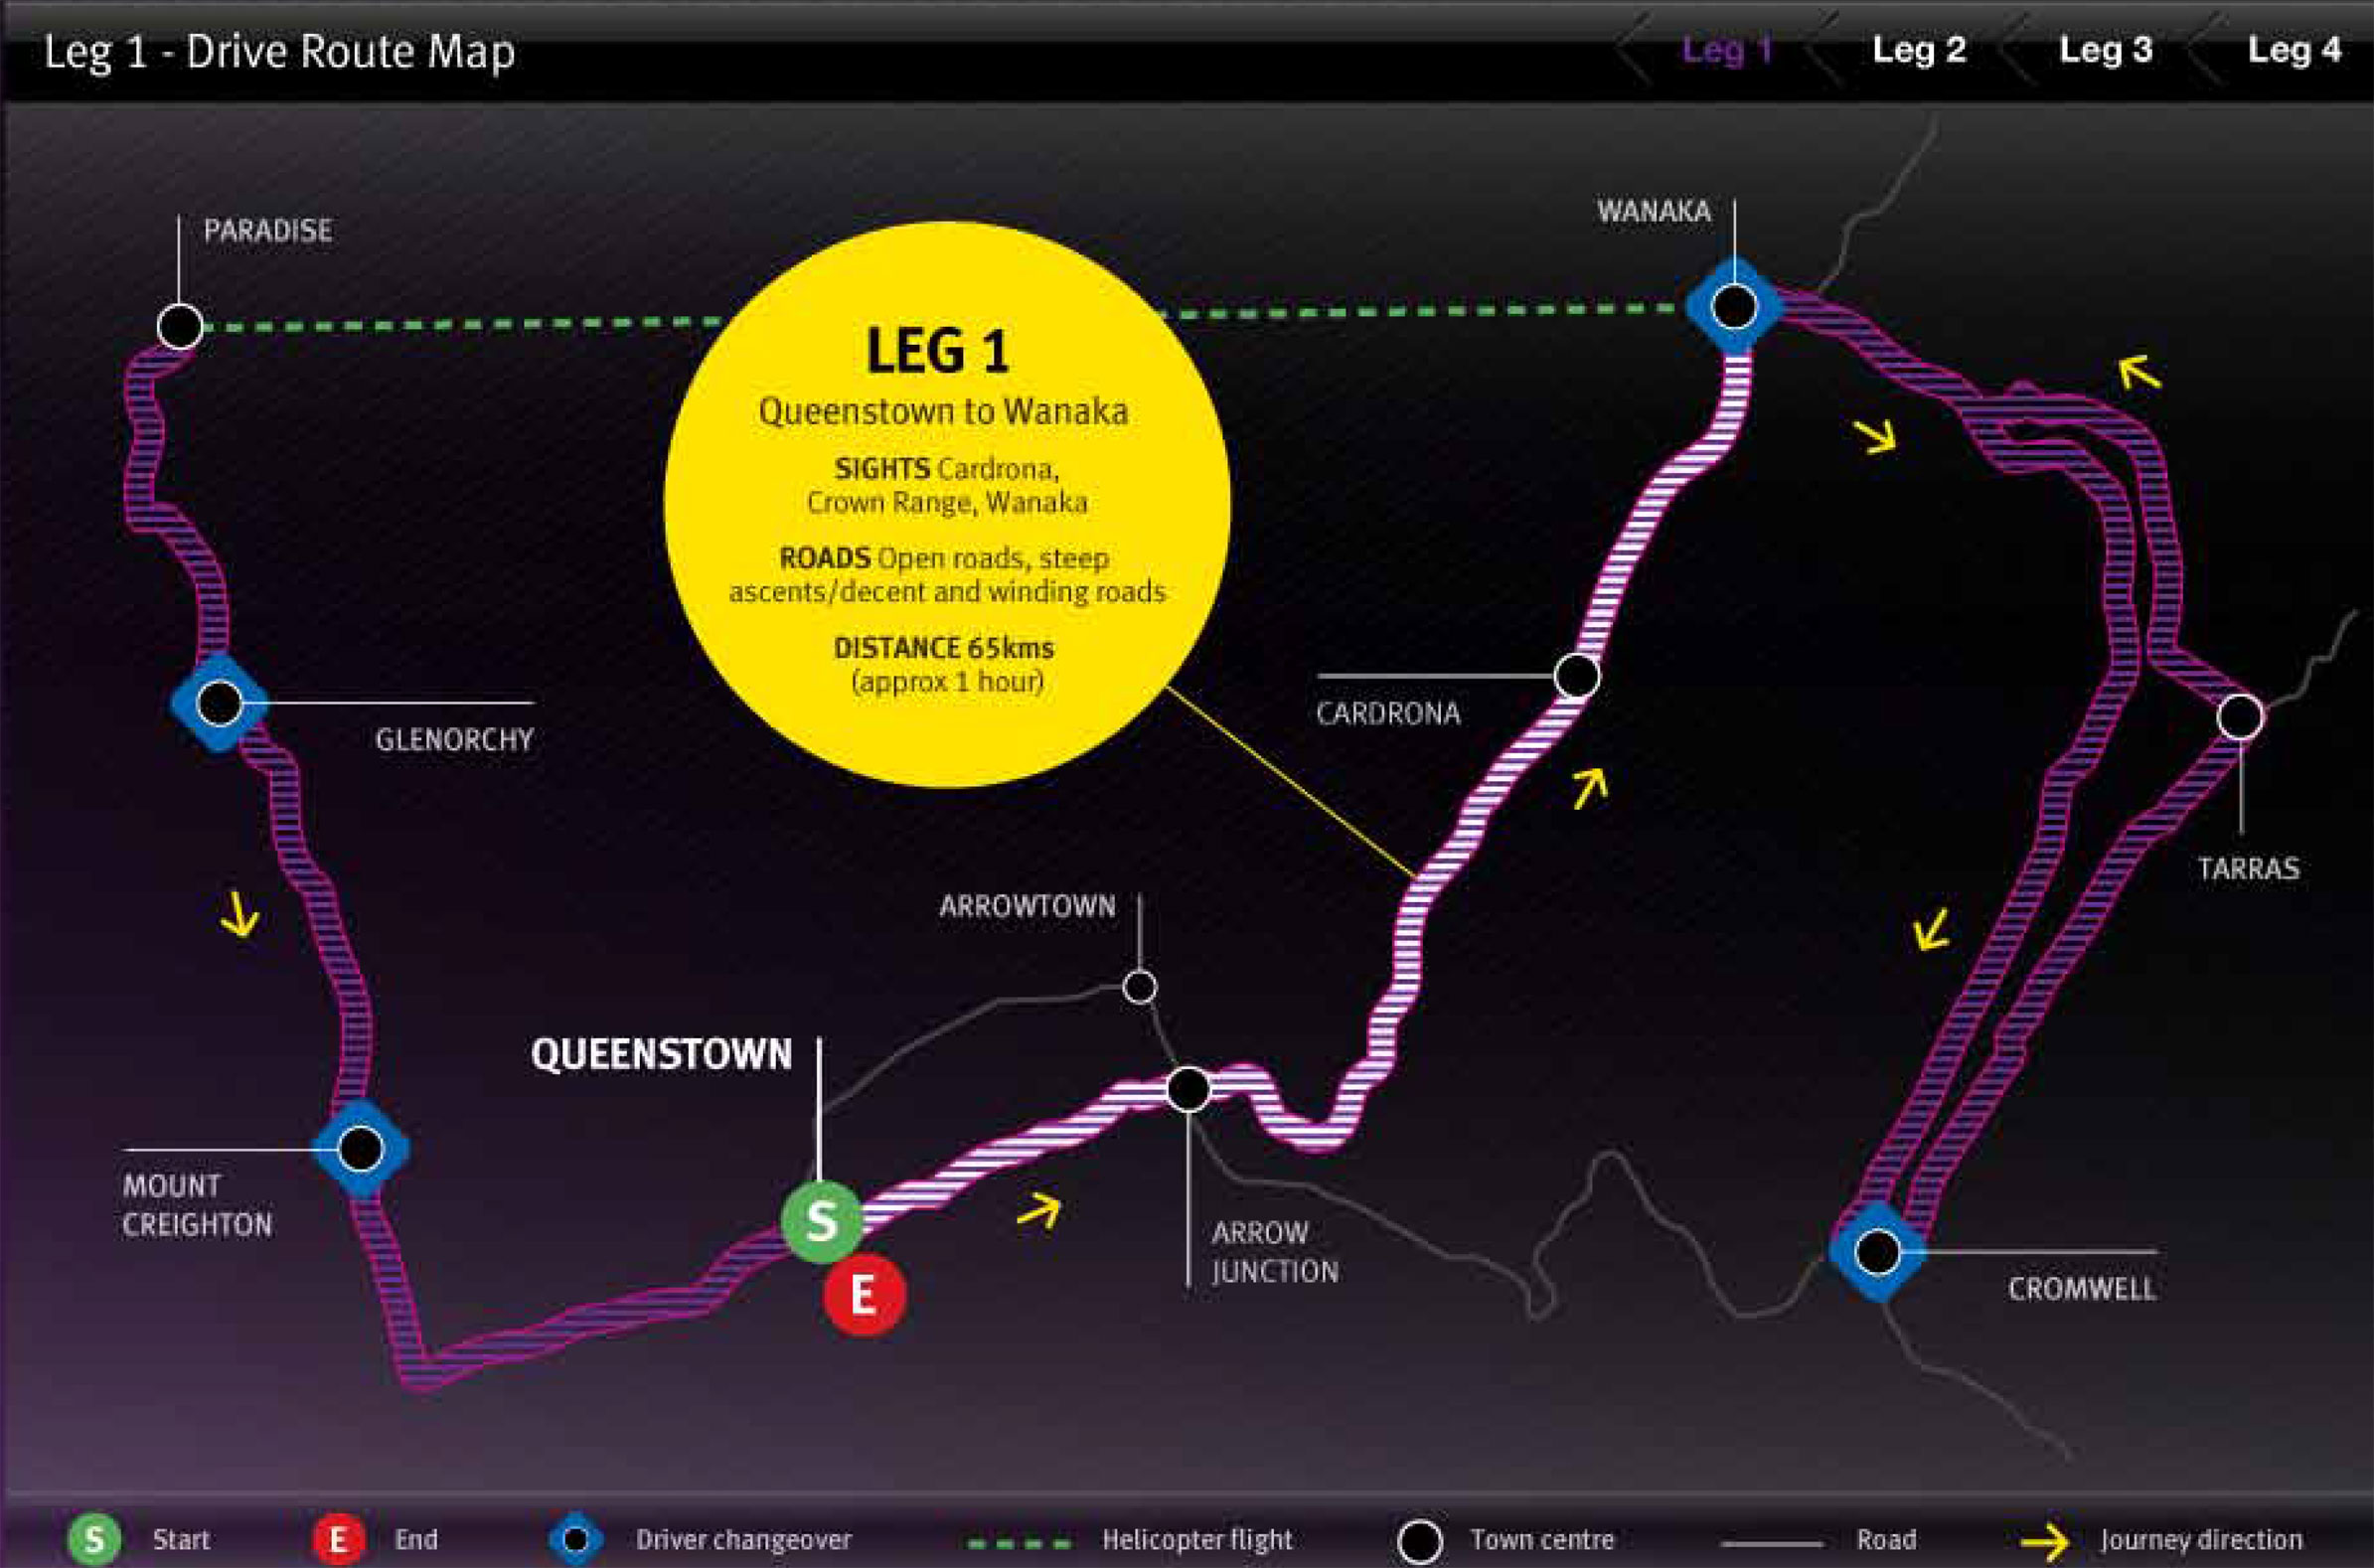 Leg 1 - Drive Route Map
Leg 1
Leg 2
Leg 3
Leg 4
PARADISE
WANAKA
LEG 1
Queenstown to Wanaka
SIGHTS Cardrona,
Crown Range, Wanaka
ROADS Open roads, steep
ascents/decent and winding roads
DISTANCE 65kms
(approx 1 hour)
GLENORCHY
CARDRONA
TARRAS
ARROWTOWN
QUEENSTOWN
MOUNT
CREIGHTON
S
E
ARROW
JUNCTION
CROMWELL
S Start
E End
Driver changeover
Helicopter flight
Town centre
Road
Journey direction